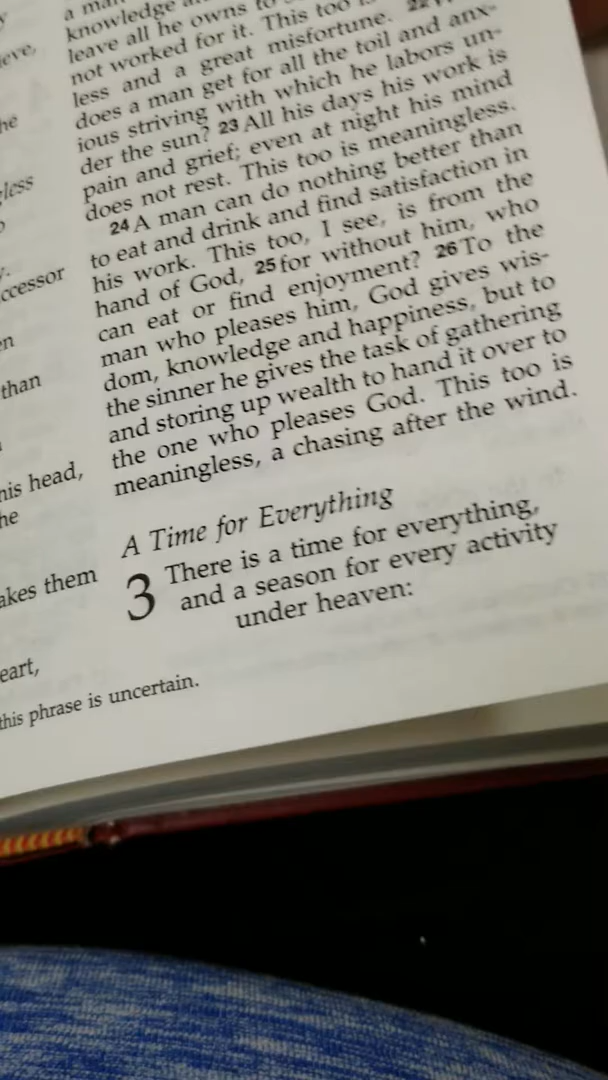 eve,
he
gless
ccessor
en
than
his head,
he
akes them
eart,
this phrase is uncertain.
a man
knowledge
leave all he owns to
not worked for it. This too
less and a great misfortune. 22
does a man get for all the toil and anx-
ious striving with which he labors un-
der the sun? 23 All his days his work is
pain and grief; even at night his mind
does not rest. This too is meaningless.
24 A man can do nothing better than
to eat and drink and find satisfaction in
his work. This too, I see, is from the
hand of God, 25 for without him, who
can eat or find enjoyment? 26 To the
man who pleases him, God gives wis-
dom, knowledge and happiness, but to
the sinner he gives the task of gathering
and storing up wealth to hand it over to
the one who pleases God. This too is
meaningless, a chasing after the wind.
A Time for Everything
3 There is a time for everything,
and a season for every activity
under heaven: